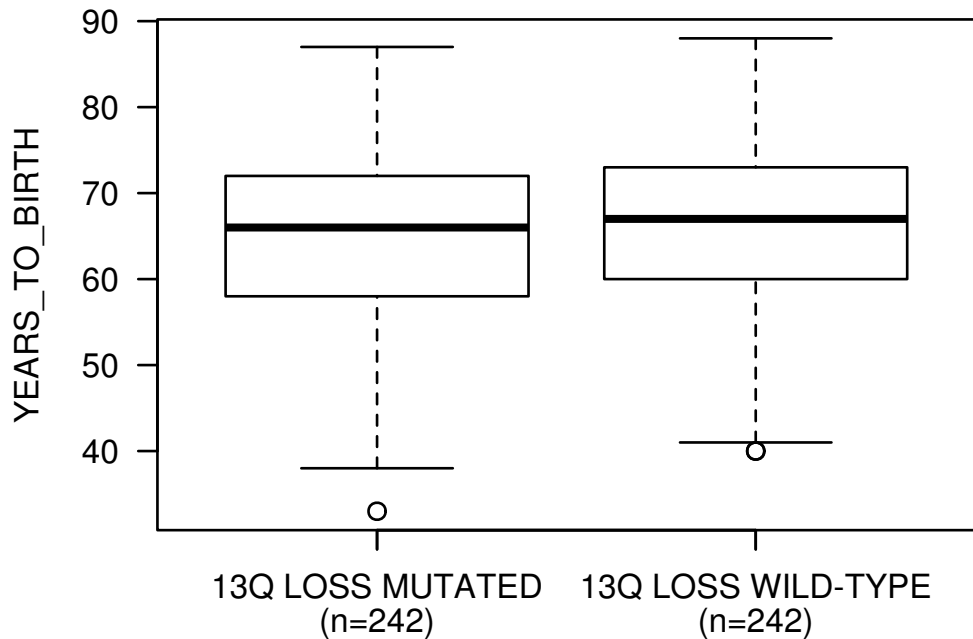 YEARS_TO_BIRTH
90
80
70
60
50
40
13Q LOSS MUTATED
(n=242)
13Q LOSS WILD-TYPE
(n=242)